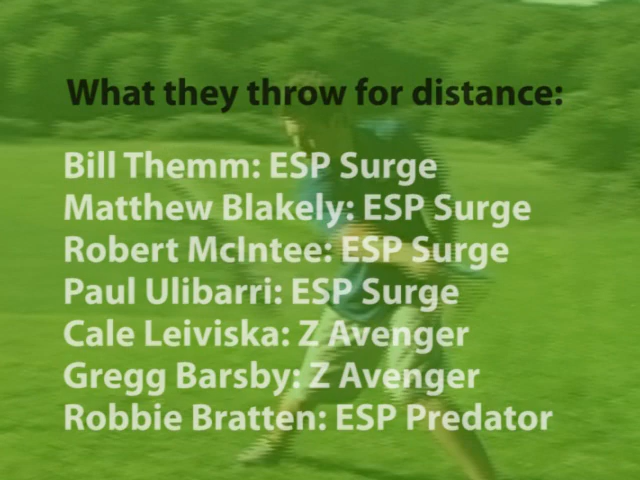 What they throw for distance:
Bill Themm: ESP Surge
Matthew Blakely: ESP Surge
Robert McIntee: ESP Surge
Paul Ulibarri: ESP Surge
Cale Leiviska: Z Avenger
Gregg Barsby: Z Avenger
Robbie Bratten: ESP Predator